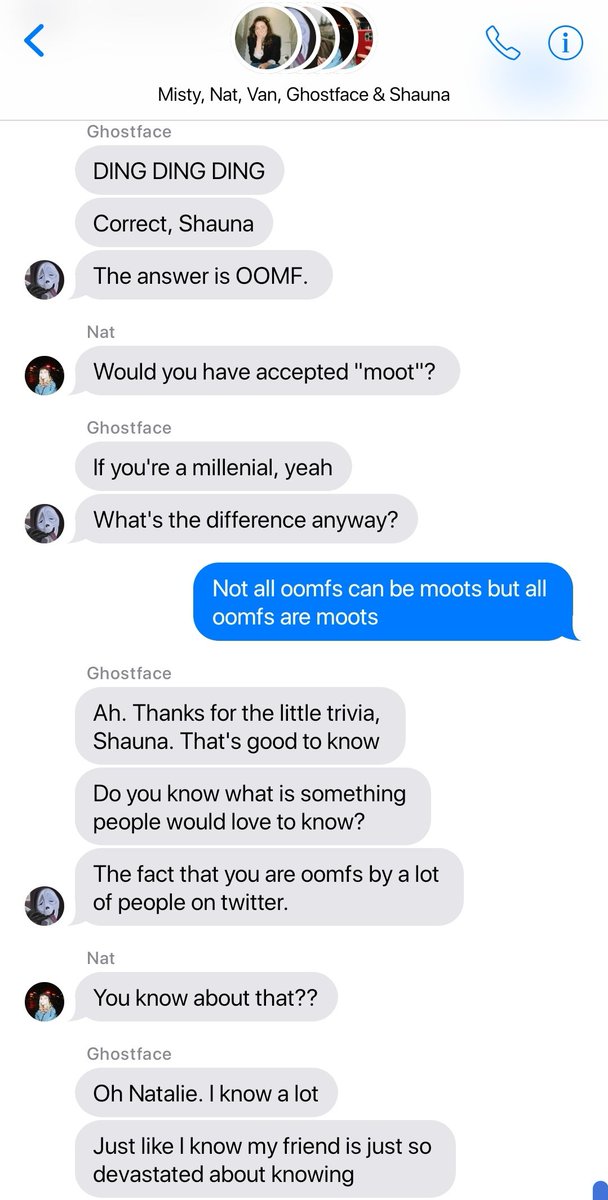 Misty, Nat, Van, Ghostface & Shauna
Ghostface
DING DING DING
Correct, Shauna
The answer is OOMF.
Nat
Would you have accepted "moot"?
Ghostface
If you're a millenial, yeah
What's the difference anyway?
Not all oomfs can be moots but all
oomfs are moots
Ghostface
Ah. Thanks for the little trivia,
Shauna. That's good to know
Do you know what is something
people would love to know?
The fact that you are oomfs by a lot
of people on twitter.
Nat
You know about that??
Ghostface
Oh Natalie. I know a lot
Just like I know my friend is just so
devastated about knowing